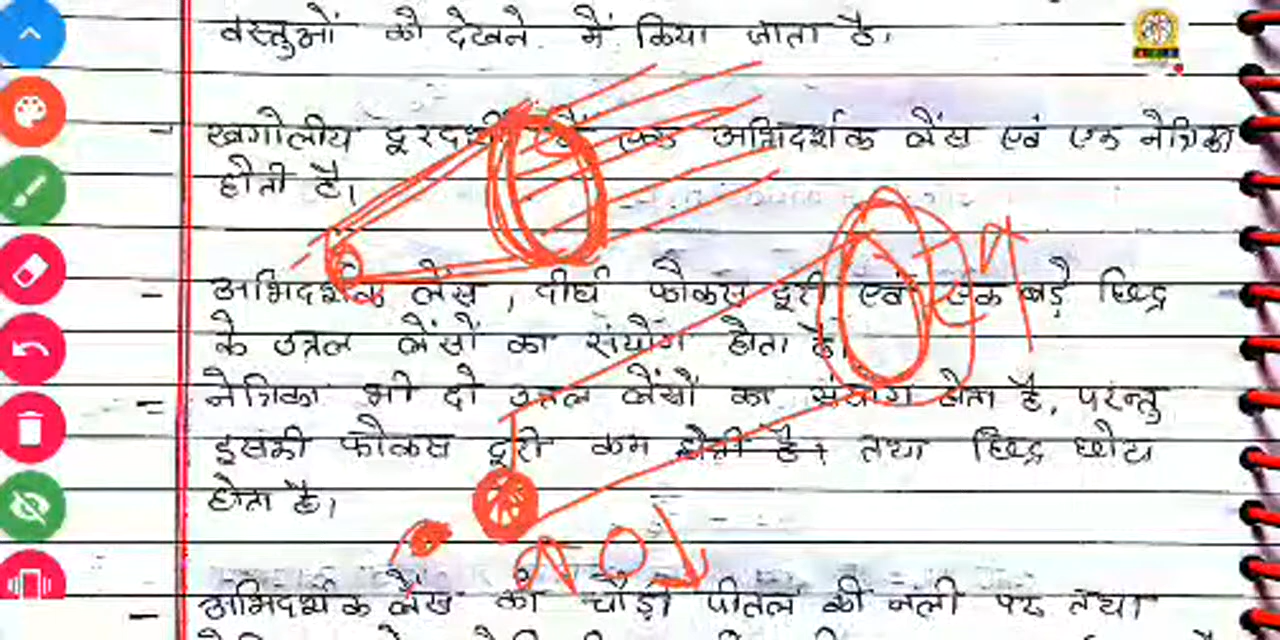 वस्तुओं को देखने में किया जाता है।
- खगोलीय दूरदर्शी में एक अभिदर्शक लेंस एवं एक नेत्रिका
होती है।
- अभिदर्शक लेंस, दीर्घ फोकस दूरी एवं एक बड़े छिद्र
के उत्तल लेंसों का संयोग होता है।
- नेत्रिका भी दो उत्तल लेंसों का संयोग होता है, परन्तु
इसकी फोकस दूरी कम होती है। तथा छिद्र छोटा
होता है।
- अभिदर्शक लेंस को चौड़ी पीतल की नली पर तथा